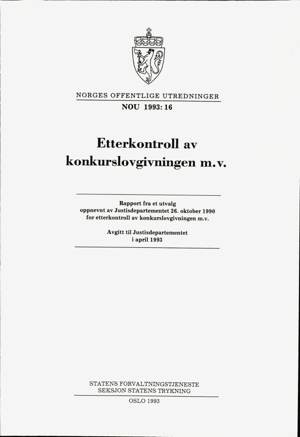 NORGES OFFENTLIGE UTREDNINGER
NOU 1993: 16
Etterkontroll av
konkurslovgivningen m.v.
Rapport fra et utvalg
oppnevnt av Justisdepartementet 26. oktober 1990
for etterkontroll av konkurslovgivningen m.v.
Avgitt til Justisdepartementet
i april 1993
STATENS FORVALTNINGSTJENESTE
SEKSJON STATENS TRYKNING
OSLO 1993